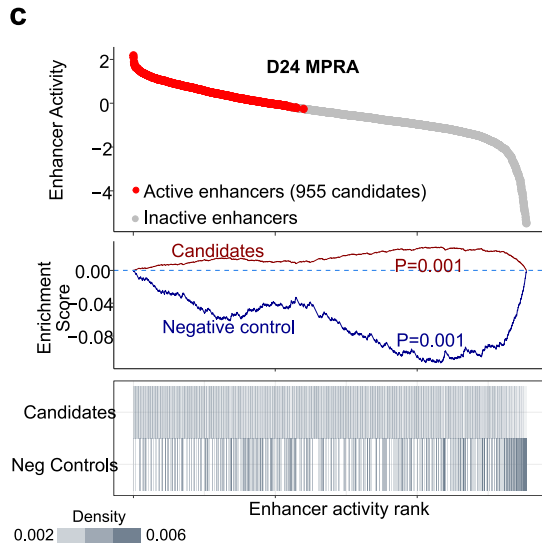 c
D24 MPRA
Enhancer Activity
2
0
−2
−4
Active enhancers (955 candidates)
Inactive enhancers
Enrichment
Score
0.00
−0.04
−0.08
Candidates
P=0.001
Negative control
P=0.001
Candidates
Neg Controls
Enhancer activity rank
Density
0.002
0.006